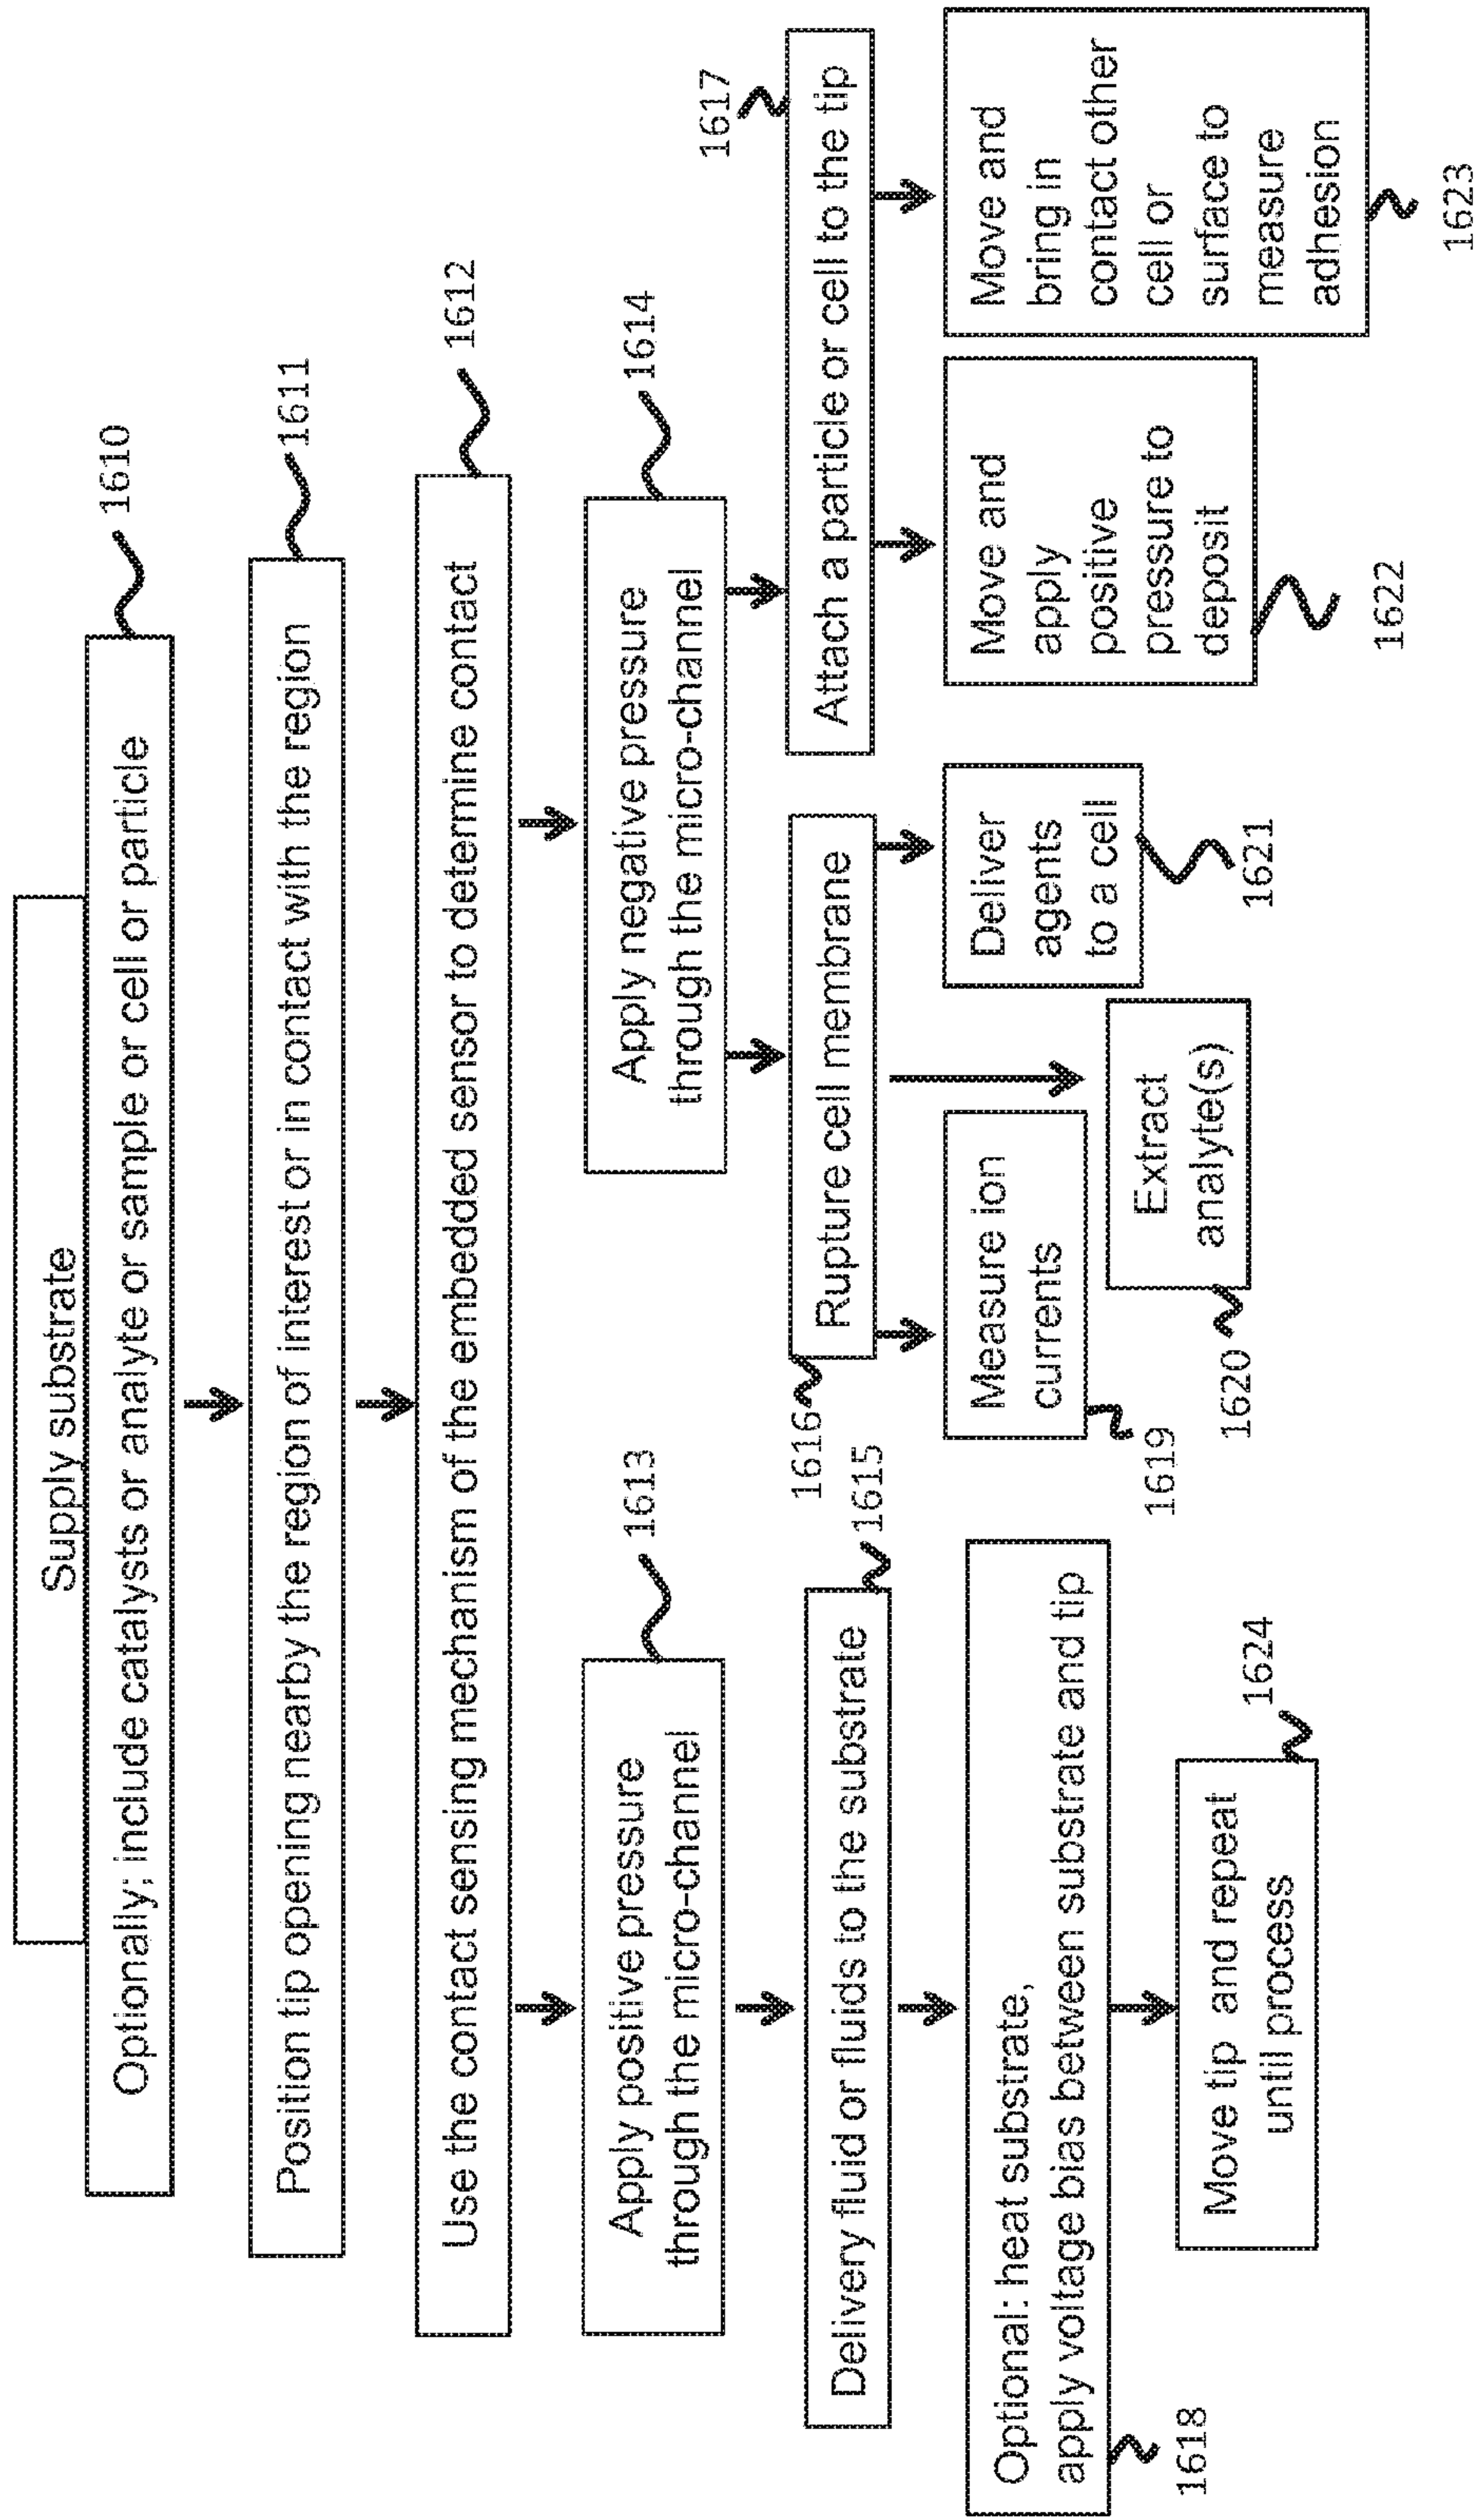 Supply substrate
Optionally; include catalysts or analyte or sample or cell or particle
1610
Position tip opening nearby the region of interest or in contact with the region
1611
Use the contact sensing mechanism of the embedded sensor to determine contact
1612
Apply positive pressure
through the micro-channel
1613
Apply negative pressure
through the micro-channel
1614
Delivery fluid or fluids to the substrate
1615
1616
Rupture cell membrane
Attach a particle or cell to the tip
1617
Optional: heat substrate,
apply voltage bias between substrate and tip
1618
Measure ion
currents
1619
Extract
analyte(s)
1620
Deliver
agents
to a cell
1621
Move and
apply
positive
pressure to
deposit
1622
Move and
bring in
contact other
cell or
surface to
measure
adhesion
1623
Move tip and repeat
until process
1624